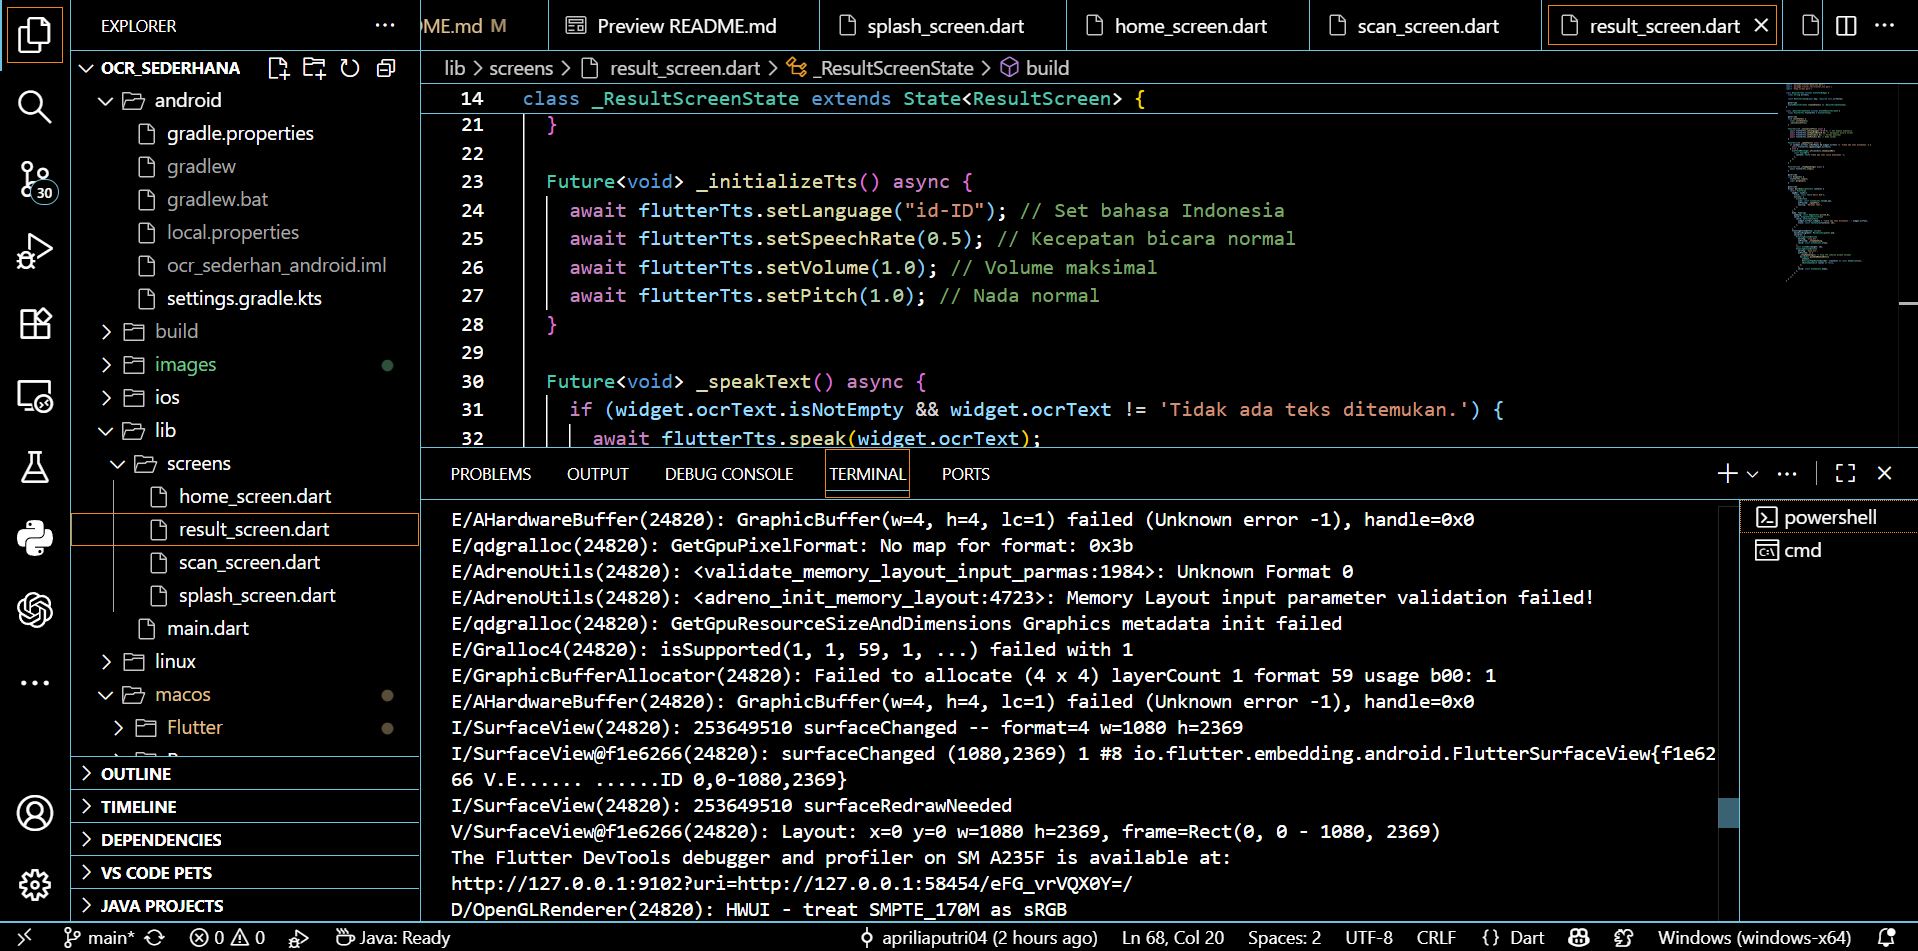 EXPLORER
OCR_SEDERHANA
android
gradle.properties
gradlew
gradlew.bat
local.properties
ocr_sederhan_android.iml
settings.gradle.kts
build
images
ios
lib
screens
home_screen.dart
result_screen.dart
scan_screen.dart
splash_screen.dart
main.dart
linux
macos
Flutter
OUTLINE
TIMELINE
DEPENDENCIES
VS CODE PETS
JAVA PROJECTS
30
ME.md M
Preview README.md
splash_screen.dart
home_screen.dart
scan_screen.dart
result_screen.dart
lib > screens > result_screen.dart > _ResultScreenState > build
14 class _ResultScreenState extends State<ResultScreen> {
21 }
22
23 Future<void> _initializeTts() async {
24 await flutterTts.setLanguage("id-ID"); // Set bahasa Indonesia
25 await flutterTts.setSpeechRate(0.5); // Kecepatan bicara normal
26 await flutterTts.setVolume(1.0); // Volume maksimal
27 await flutterTts.setPitch(1.0); // Nada normal
28 }
29
30 Future<void> _speakText() async {
31 if (widget.ocrText.isNotEmpty && widget.ocrText != 'Tidak ada teks ditemukan.') {
32 await flutterTts.speak(widget.ocrText);
PROBLEMS OUTPUT DEBUG CONSOLE TERMINAL PORTS
E/AHardwareBuffer(24820): GraphicBuffer(w=4, h=4, lc=1) failed (Unknown error -1), handle=0x0
E/qdgralloc(24820): GetGpuPixelFormat: No map for format: 0x3b
E/AdrenoUtils(24820): <validate_memory_layout_input_parmas:1984>: Unknown Format 0
E/AdrenoUtils(24820): <adreno_init_memory_layout:4723>: Memory Layout input parameter validation failed!
E/qdgralloc(24820): GetGpuResourceSizeAndDimensions Graphics metadata init failed
E/Gralloc4(24820): isSupported(1, 1, 59, 1, ...) failed with 1
E/GraphicBufferAllocator(24820): Failed to allocate (4 x 4) layerCount 1 format 59 usage b00: 1
E/AHardwareBuffer(24820): GraphicBuffer(w=4, h=4, lc=1) failed (Unknown error -1), handle=0x0
I/SurfaceView(24820): 253649510 surfaceChanged -- format=4 w=1080 h=2369
I/SurfaceView@f1e6266(24820): surfaceChanged (1080,2369) 1 #8 io.flutter.embedding.android.FlutterSurfaceView{f1e62
66 V.E...... ......ID 0,0-1080,2369}
I/SurfaceView(24820): 253649510 surfaceRedrawNeeded
V/SurfaceView@f1e6266(24820): Layout: x=0 y=0 w=1080 h=2369, frame=Rect(0, 0 - 1080, 2369)
The Flutter DevTools debugger and profiler on SM A235F is available at:
http://127.0.0.1:9102?uri=http://127.0.0.1:58454/eFG_vrVQX0Y=/
D/OpenGLRenderer(24820): HWUI - treat SMPTE_170M as sRGB
powershell
cmd
main* 0 0 Java: Ready apriliaputri04 (2 hours ago) Ln 68, Col 20 Spaces: 2 UTF-8 CRLF {} Dart Windows (windows-x64)